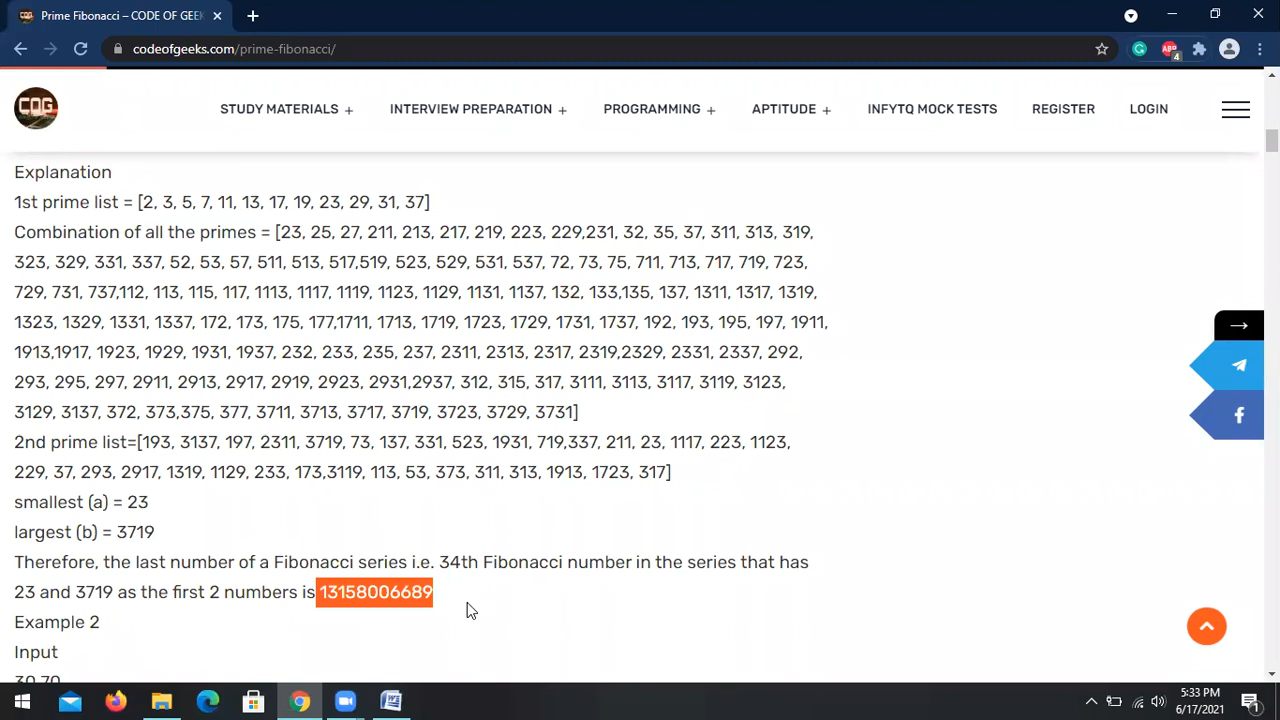 Prime Fibonacci – CODE OF GEEK
codeofgeeks.com/prime-fibonacci/
4
COG
STUDY MATERIALS +
INTERVIEW PREPARATION +
PROGRAMMING +
APTITUDE +
INFYTQ MOCK TESTS
REGISTER
LOGIN
Explanation
1st prime list = [2, 3, 5, 7, 11, 13, 17, 19, 23, 29, 31, 37]
Combination of all the primes = [23, 25, 27, 211, 213, 217, 219, 223, 229,231, 32, 35, 37, 311, 313, 319,
323, 329, 331, 337, 52, 53, 57, 511, 513, 517,519, 523, 529, 531, 537, 72, 73, 75, 711, 713, 717, 719, 723,
729, 731, 737,112, 113, 115, 117, 1113, 1117, 1119, 1123, 1129, 1131, 1137, 132, 133,135, 137, 1311, 1317, 1319,
1323, 1329, 1331, 1337, 172, 173, 175, 177,1711, 1713, 1719, 1723, 1729, 1731, 1737, 192, 193, 195, 197, 1911,
1913,1917, 1923, 1929, 1931, 1937, 232, 233, 235, 237, 2311, 2313, 2317, 2319,2329, 2331, 2337, 292,
293, 295, 297, 2911, 2913, 2917, 2919, 2923, 2931,2937, 312, 315, 317, 3111, 3113, 3117, 3119, 3123,
3129, 3137, 372, 373,375, 377, 3711, 3713, 3717, 3719, 3723, 3729, 3731]
2nd prime list=[193, 3137, 197, 2311, 3719, 73, 137, 331, 523, 1931, 719,337, 211, 23, 1117, 223, 1123,
229, 37, 293, 2917, 1319, 1129, 233, 173,3119, 113, 53, 373, 311, 313, 1913, 1723, 317]
smallest (a) = 23
largest (b) = 3719
Therefore, the last number of a Fibonacci series i.e. 34th Fibonacci number in the series that has
23 and 3719 as the first 2 numbers is 13158006689
Example 2
Input
30 70
5:33 PM
6/17/2021